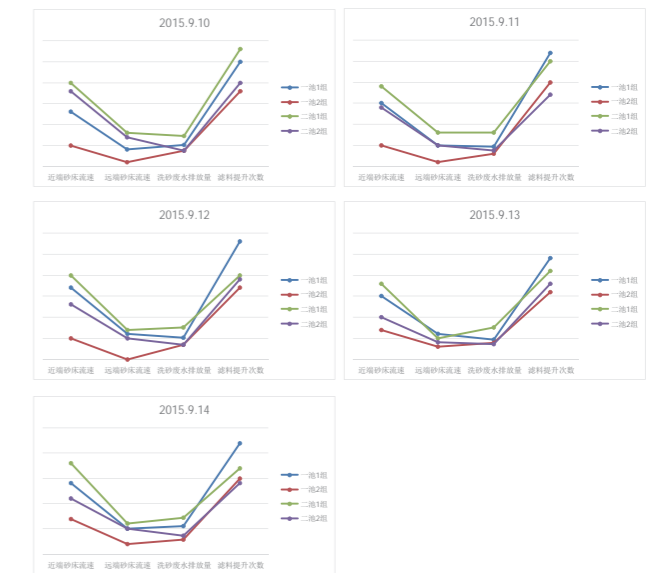 2015.9.10
一池1组
一池2组
二池1组
二池2组
近端砂床流速 远端砂床流速 洗砂废水排放量 滤料提升次数
2015.9.11
一池1组
一池2组
二池1组
二池2组
近端砂床流速 远端砂床流速 洗砂废水排放量 滤料提升次数
2015.9.12
一池1组
一池2组
二池1组
二池2组
近端砂床流速 远端砂床流速 洗砂废水排放量 滤料提升次数
2015.9.13
一池1组
一池2组
二池1组
二池2组
近端砂床流速 远端砂床流速 洗砂废水排放量 滤料提升次数
2015.9.14
一池1组
一池2组
二池1组
二池2组
近端砂床流速 远端砂床流速 洗砂废水排放量 滤料提升次数